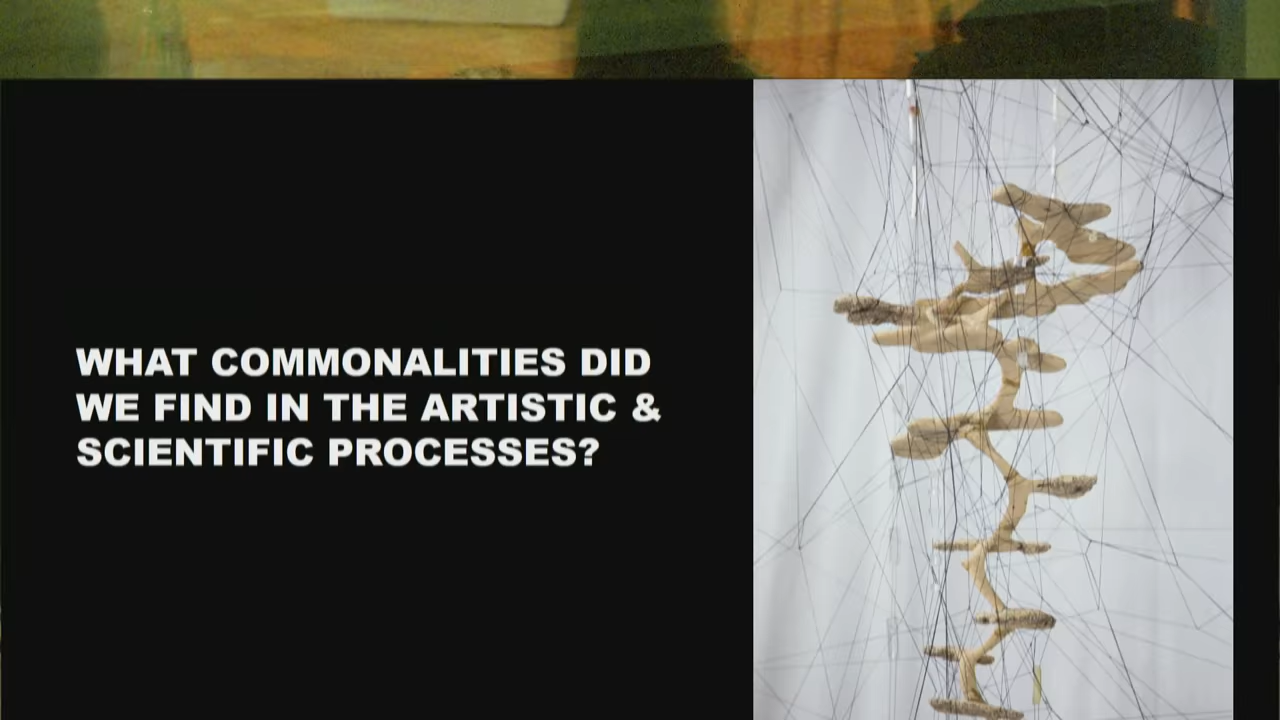 WHAT COMMONALITIES DID
WE FIND IN THE ARTISTIC &
SCIENTIFIC PROCESSES?